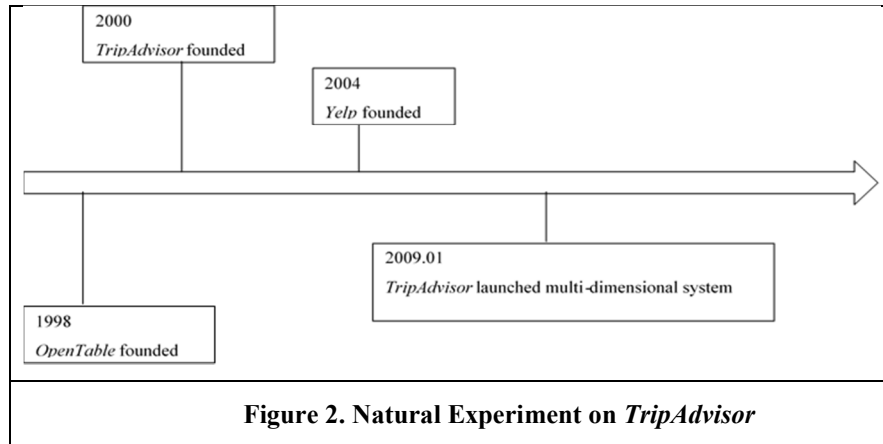 2000
TripAdvisor founded
2004
Yelp founded
2009.01
TripAdvisor launched multi-dimensional system
1998
OpenTable founded
Figure 2. Natural Experiment on TripAdvisor